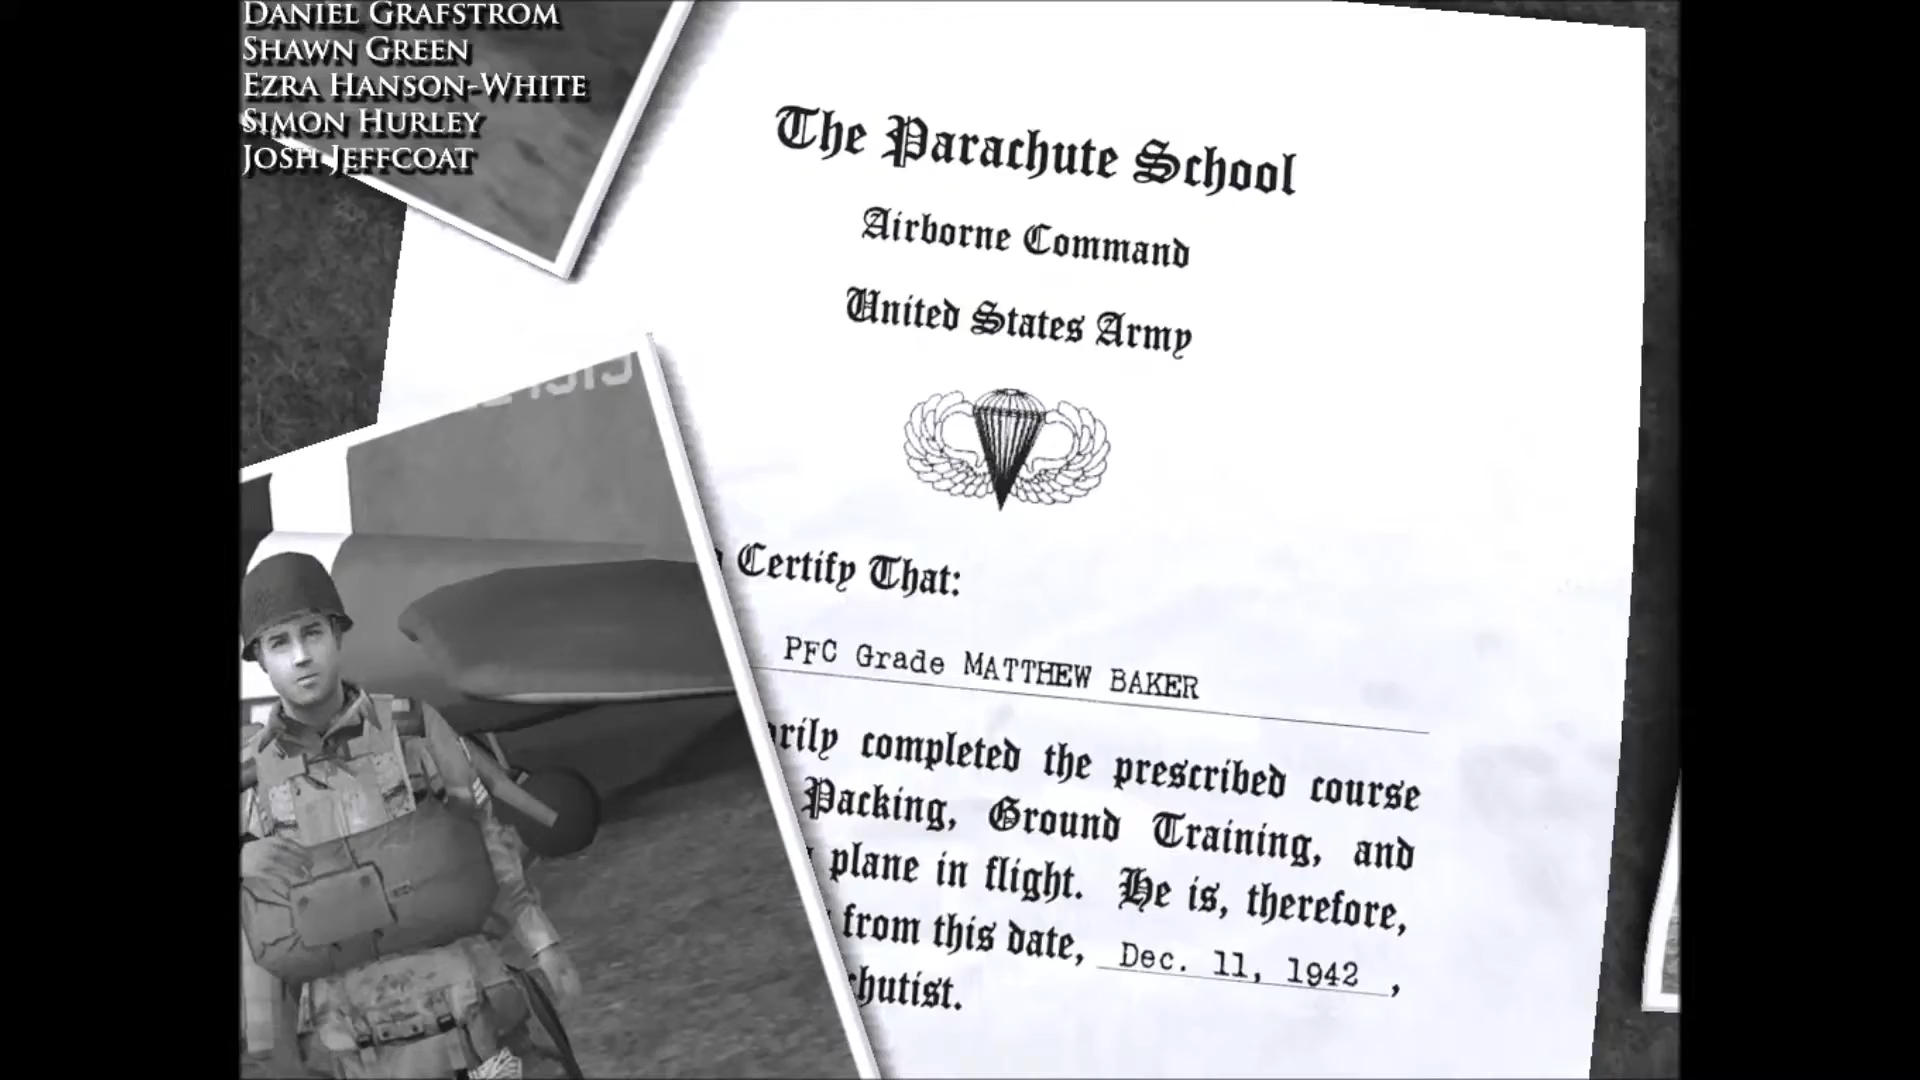 DANIEL GRAFSTROM
SHAWN GREEN
EZRA HANSON-WHITE
SIMON HURLEY
JOSH JEFFCOAT
The Parachute School
Airborne Command
United States Army
Certify That:
PFC Grade MATTHEW BAKER
completed the prescribed course
Packing, Ground Training, and
plane in flight. He is, therefore,
from this date, Dec. 11, 1942 ,